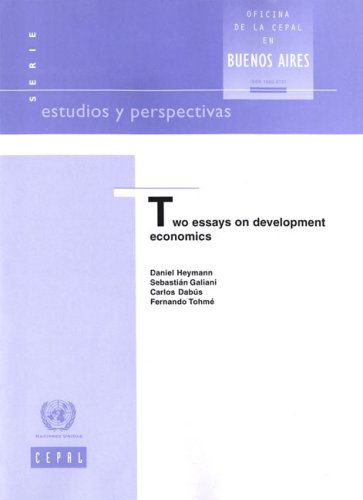 SERIE
OFICINA
DE LA CEPAL
EN
BUENOS AIRES
estudios y perspectivas
Two essays on development
economics
Daniel Heymann
Sebastián Galiani
Carlos Dabús
Fernando Tohmé
NACIONES UNIDAS
CEPAL